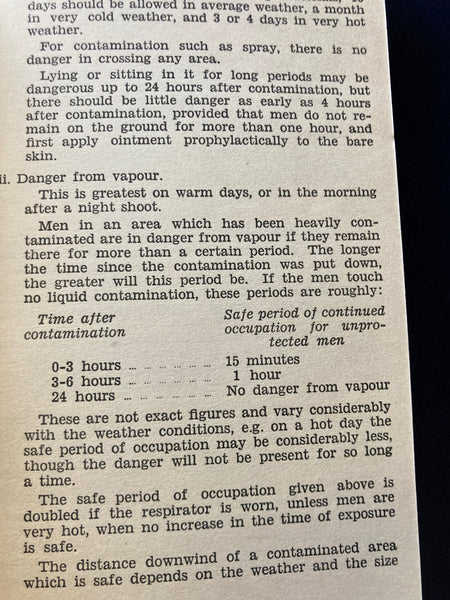 days should be allowed in average weather, a month
in very cold weather, and 3 or 4 days in very hot
weather.
For contamination such as spray, there is no
danger in crossing any area.
Lying or sitting in it for long periods may be
dangerous up to 24 hours after contamination, but
there should be little danger as early as 4 hours
after contamination, provided that men do not re-
main on the ground for more than one hour, and
first apply ointment prophylactically to the bare
skin.
ii. Danger from vapour.
This is greatest on warm days, or in the morning
after a night shoot.
Men in an area which has been heavily con-
taminated are in danger from vapour if they remain
there for more than a certain period. The longer
the time since the contamination was put down,
the greater will this period be. If the men touch
no liquid contamination, these periods are roughly:
Time after contamination
Safe period of continued
occupation for unpro-
tected men
0-3 hours ... ... ... ... ... 15 minutes
3-6 hours ... ... ... ... ... 1 hour
24 hours ... ... ... ... ... No danger from vapour
These are not exact figures and vary considerably
with the weather conditions, e.g. on a hot day the
safe period of occupation may be considerably less,
though the danger will not be present for so long
a time.
The safe period of occupation given above is
doubled if the respirator is worn, unless men are
very hot, when no increase in the time of exposure
is safe.
The distance downwind of a contaminated area
which is safe depends on the weather and the size